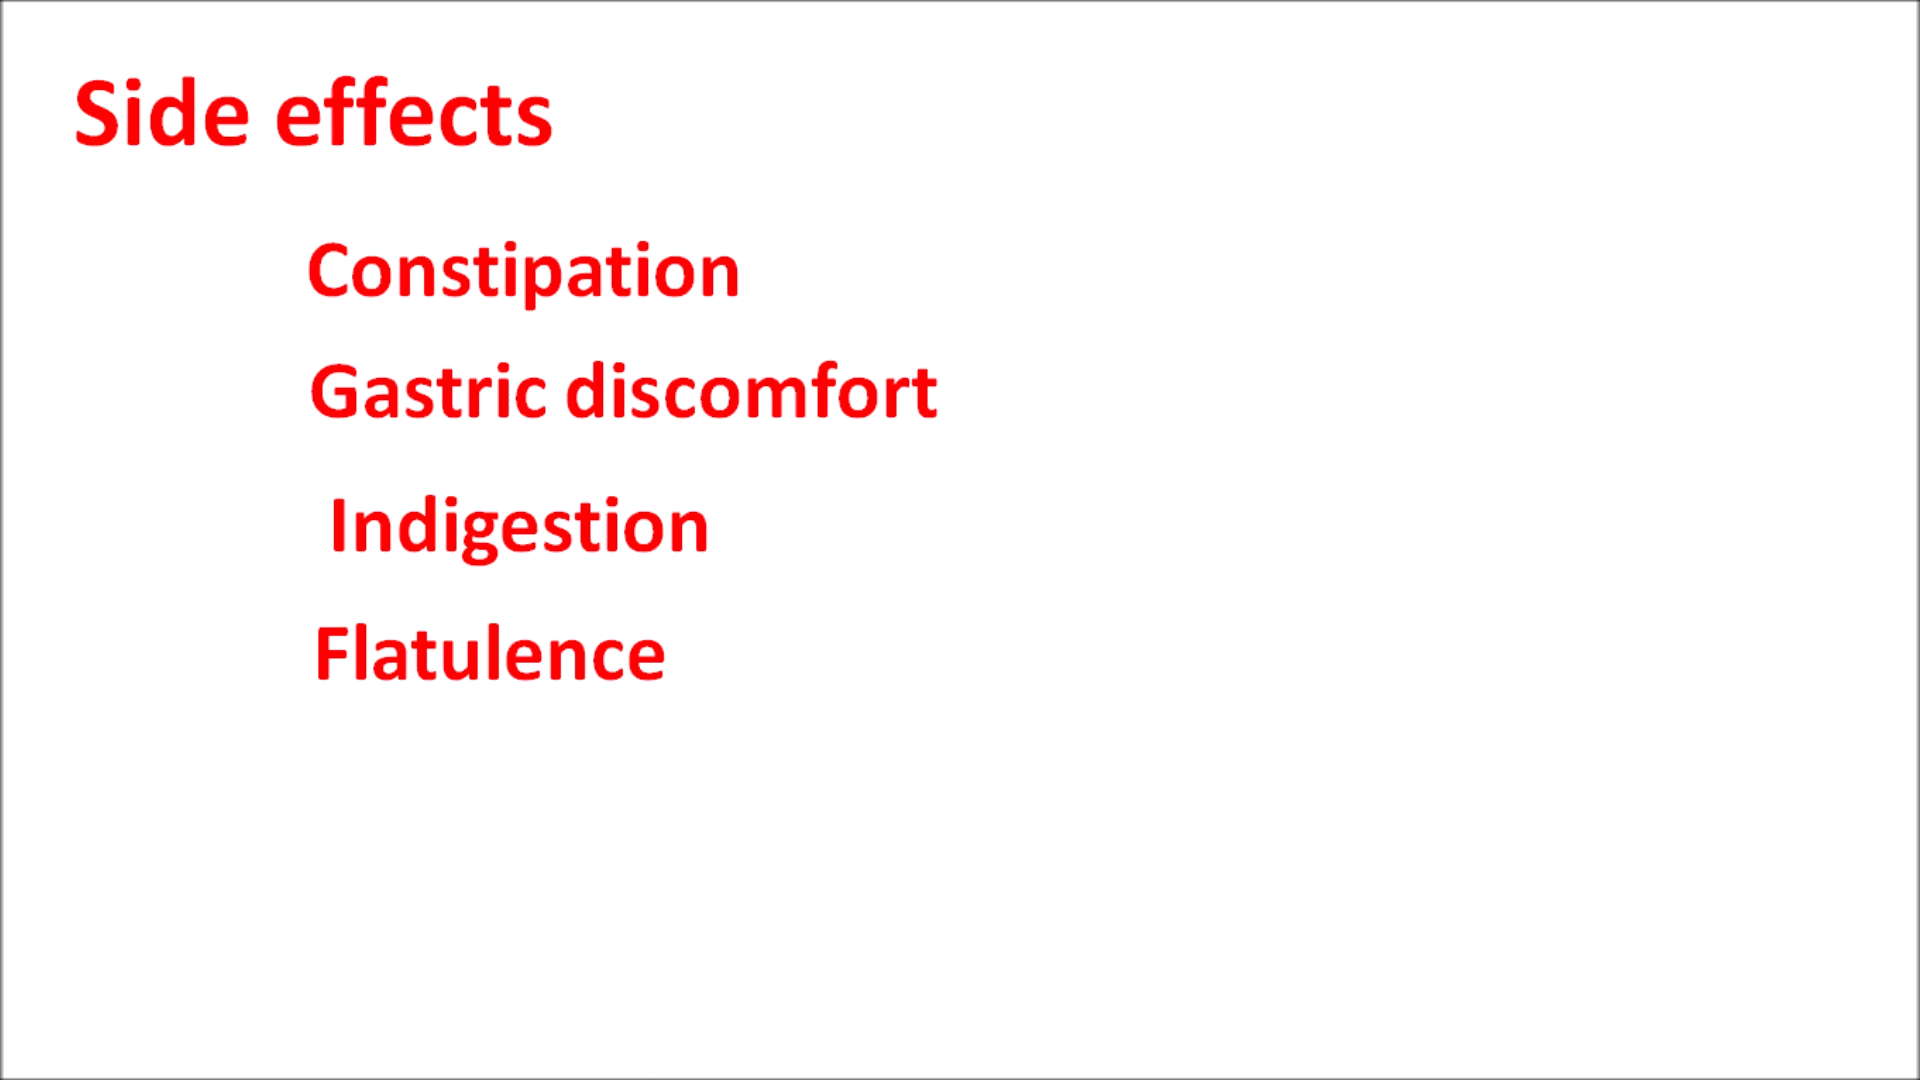 Side effects
Constipation
Gastric discomfort
Indigestion
Flatulence